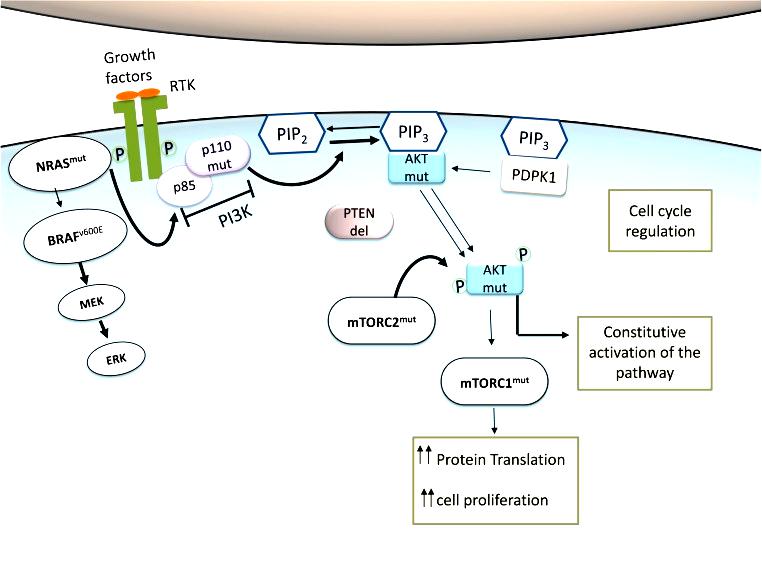 Growth
factors
RTK
P
P
NRASmut
p110
mut
p85
PI3K
BRAFv600E
MEK
ERK
PIP2
PIP3
AKT
mut
PIP3
PDPK1
PTEN
del
Cell cycle
regulation
P
P
AKT
mut
mTORC2mut
Constitutive
activation of the
pathway
mTORC1mut
↑↑ Protein Translation
↑↑ cell proliferation